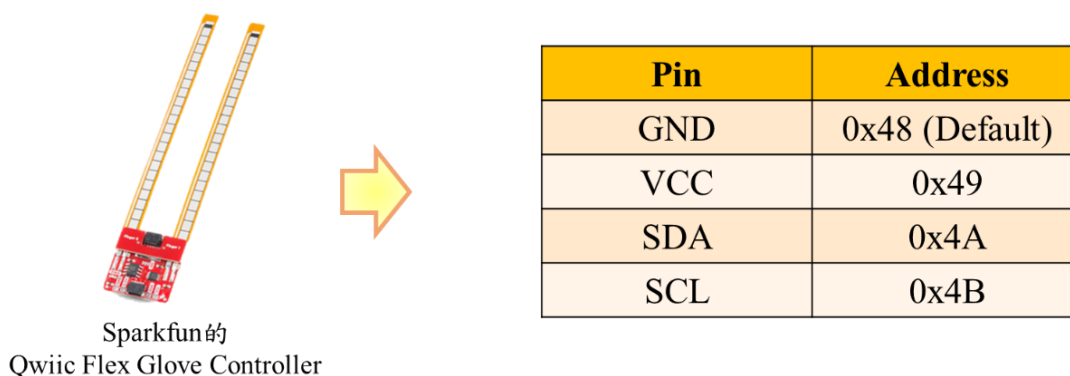 Pin Address
GND 0x48 (Default)
VCC 0x49
SDA 0x4A
SCL 0x4B
Sparkfun的
Qwiic Flex Glove Controller